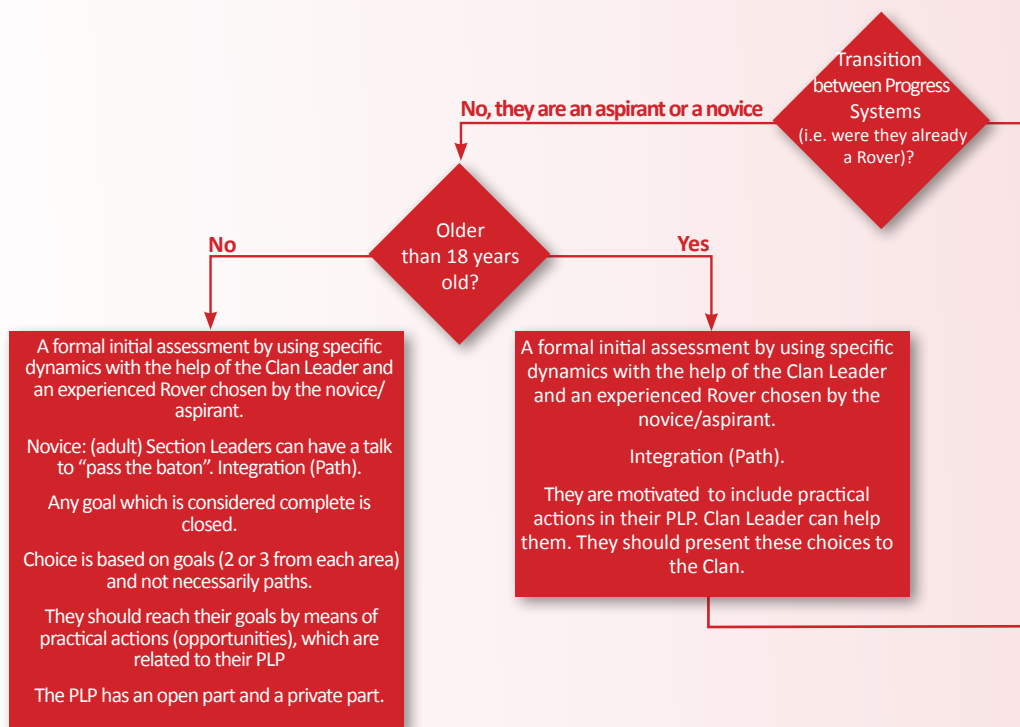 Transition
between Progress
Systems
(i.e. were they already
a Rover)?
No, they are an aspirant or a novice
Older
than 18 years
old?
No
Yes
A formal initial assessment by using specific
dynamics with the help of the Clan Leader and
an experienced Rover chosen by the novice/
aspirant.
Novice: (adult) Section Leaders can have a talk
to “pass the baton”. Integration (Path).
Any goal which is considered complete is
closed.
Choice is based on goals (2 or 3 from each area)
and not necessarily paths.
They should reach their goals by means of
practical actions (opportunities), which are
related to their PLP
The PLP has an open part and a private part.
A formal initial assessment by using specific
dynamics with the help of the Clan Leader
and an experienced Rover chosen by the
novice/aspirant.
Integration (Path).
They are motivated to include practical
actions in their PLP. Clan Leader can help
them. They should present these choices to
the Clan.